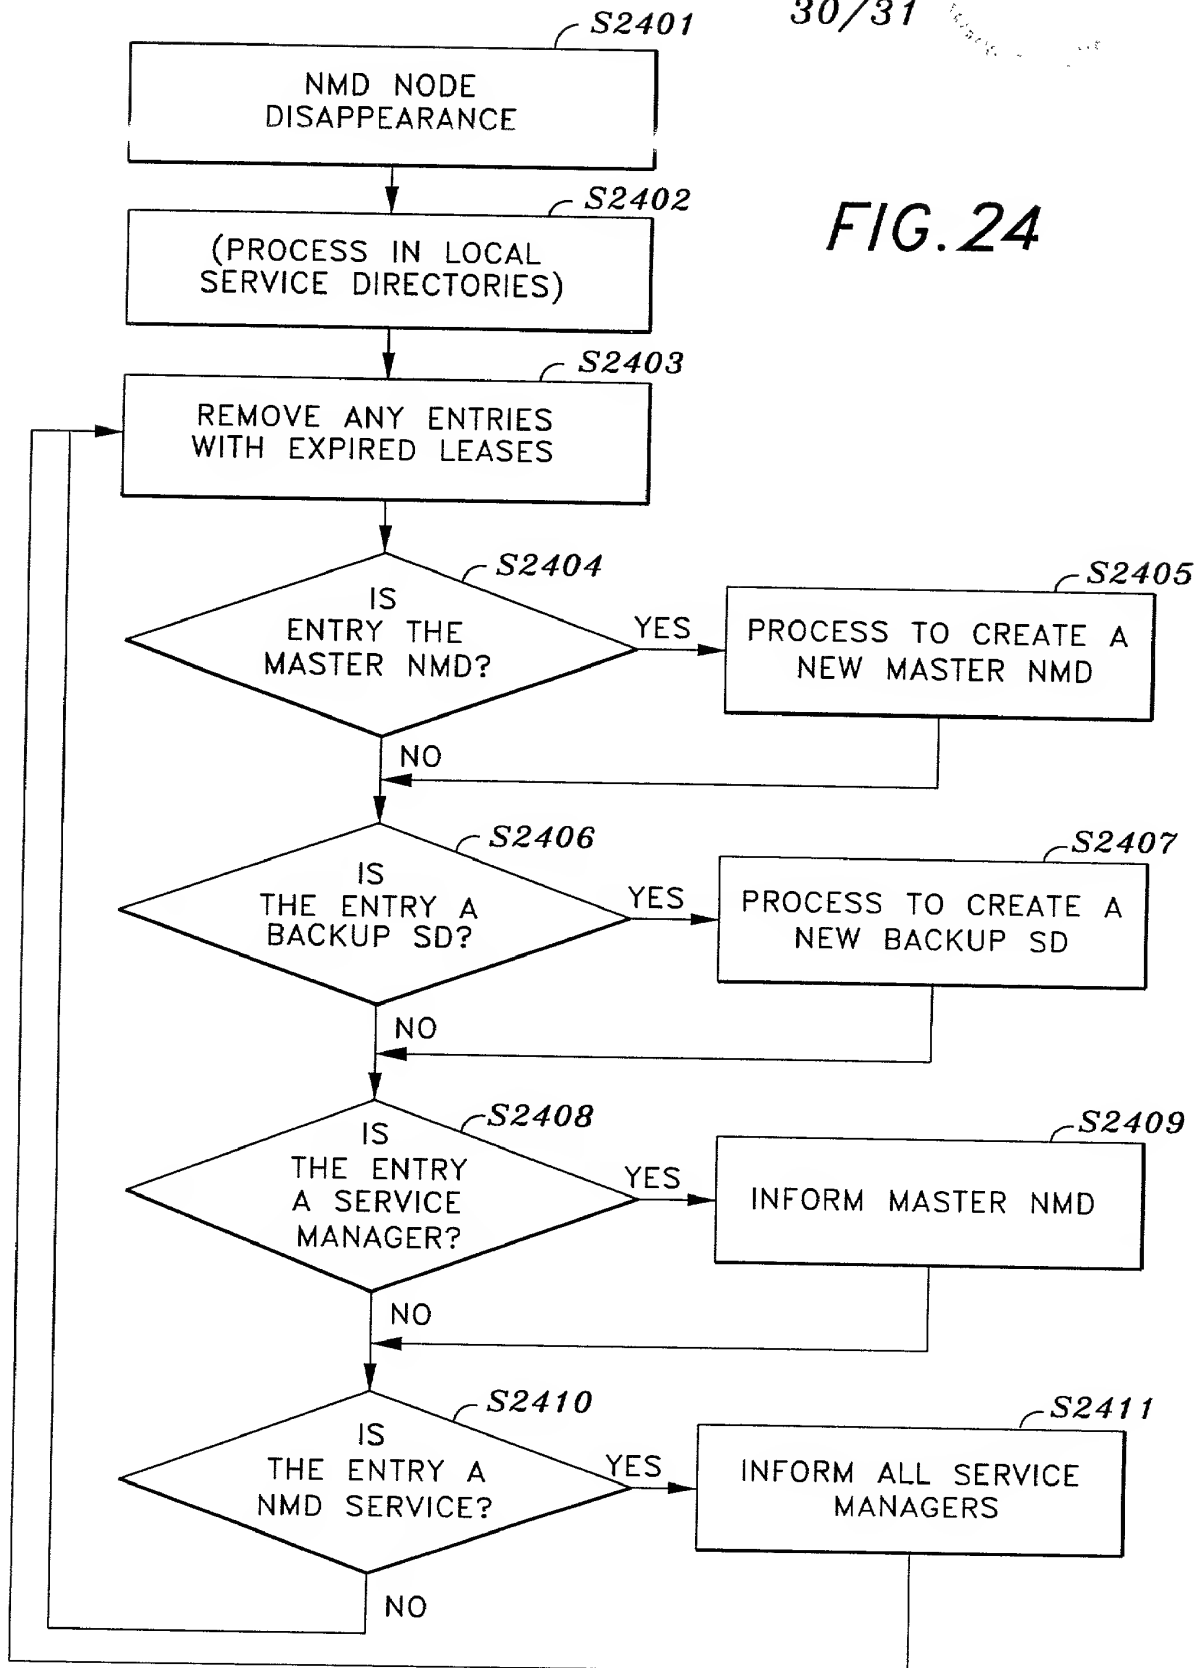 30/31
S2401
NMD NODE
DISAPPEARANCE
S2402
(PROCESS IN LOCAL
SERVICE DIRECTORIES)
FIG. 24
S2403
REMOVE ANY ENTRIES
WITH EXPIRED LEASES
S2404
IS
ENTRY THE
MASTER NMD?
YES
S2405
PROCESS TO CREATE A
NEW MASTER NMD
NO
S2406
IS
THE ENTRY A
BACKUP SD?
YES
S2407
PROCESS TO CREATE A
NEW BACKUP SD
NO
S2408
IS
THE ENTRY
A SERVICE
MANAGER?
YES
S2409
INFORM MASTER NMD
NO
S2410
IS
THE ENTRY A
NMD SERVICE?
YES
S2411
INFORM ALL SERVICE
MANAGERS
NO